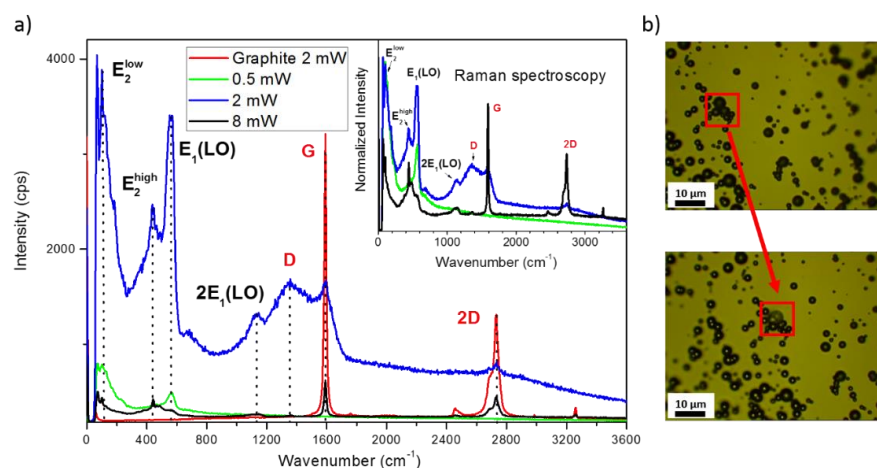 a)
b)
4000
2000
0
Intensity (cps)
E₂ˡᵒʷ
E₂ʰⁱᵍʰ
E₁(LO)
2E₁(LO)
D
G
2D
Graphite 2 mW
0.5 mW
2 mW
8 mW
0 400 800 1200 1600 2000 2400 2800 3200 3600
Wavenumber (cm⁻¹)
Raman spectroscopy
Normalized Intensity
E₂ˡᵒʷ
E₁(LO)
E₂ʰⁱᵍʰ
2E₁(LO)
D
G
2D
0 1000 2000 3000
Wavenumber (cm⁻¹)
10 µm
10 µm